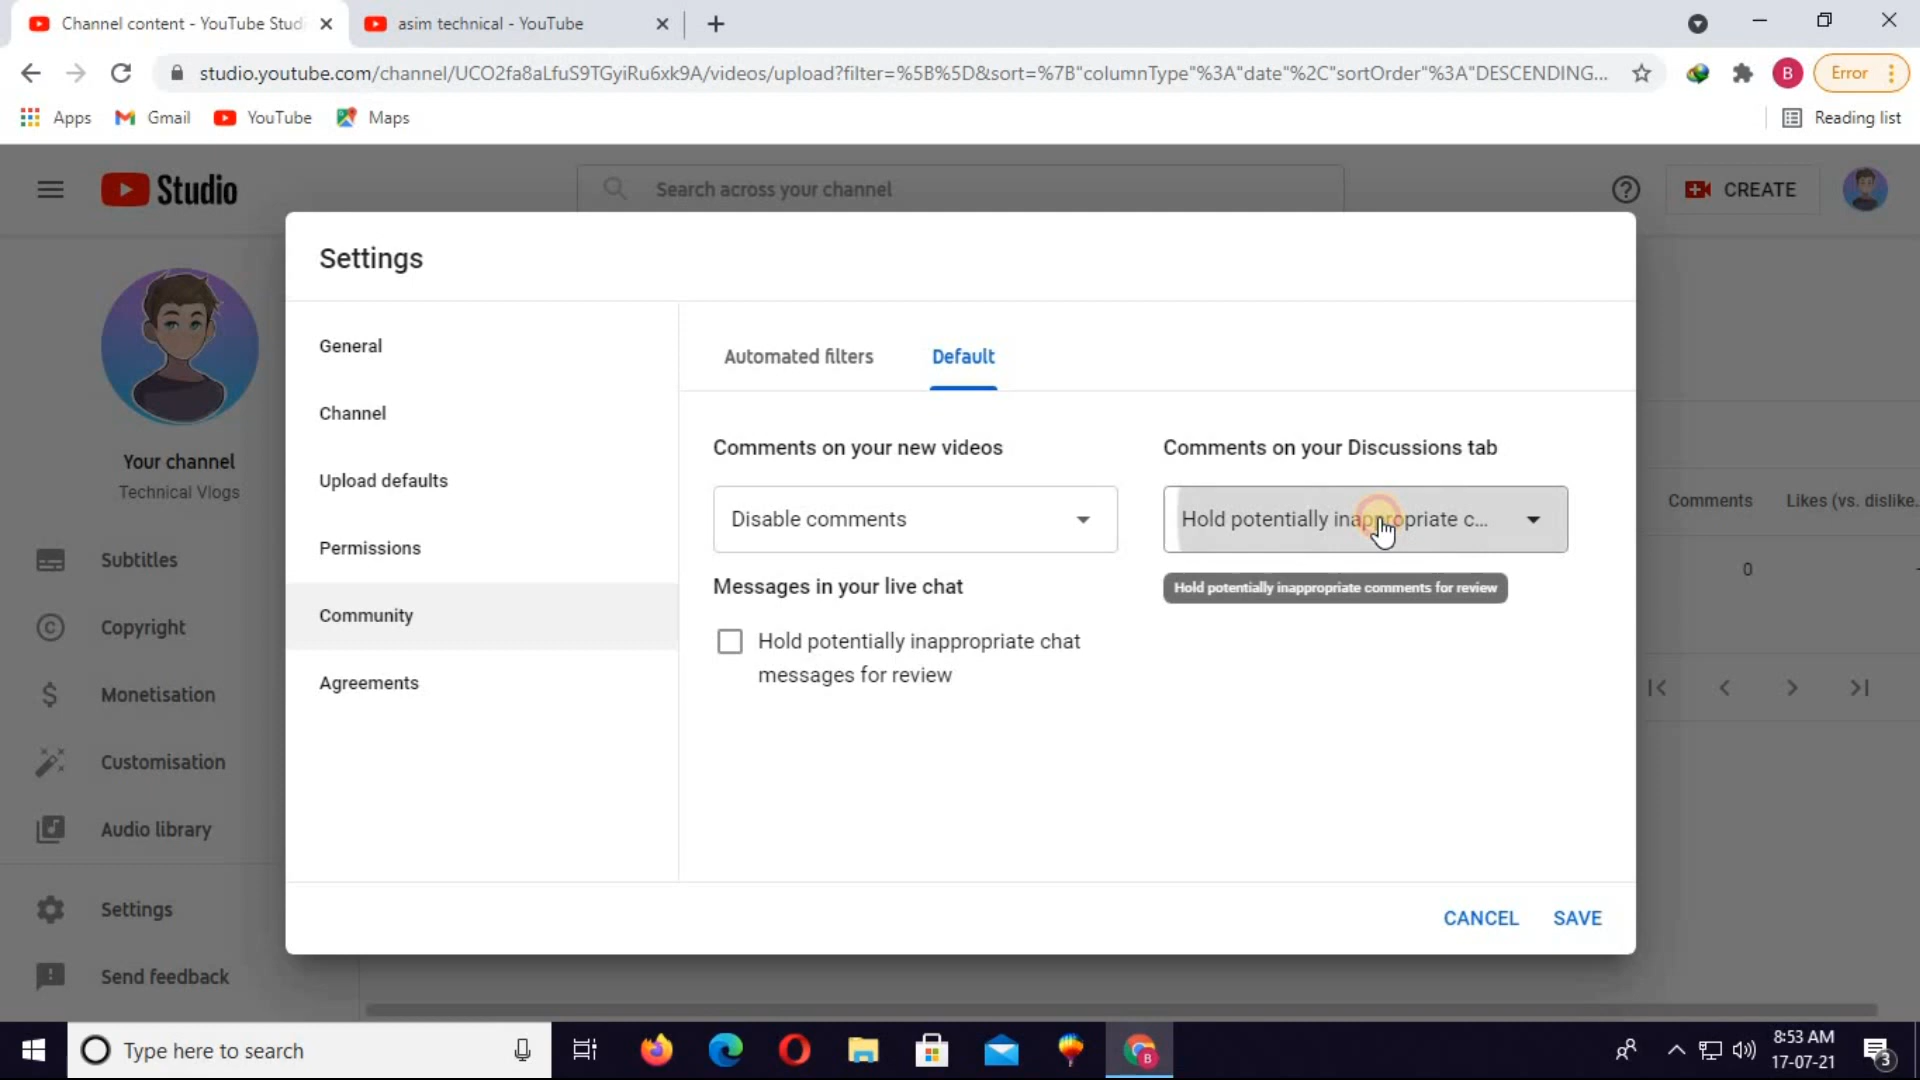 Channel content - YouTube Stud
asim technical - YouTube
studio.youtube.com/channel/UCO2fa8aLfuS9TGyiRu6xk9A/videos/upload?filter=%5B%5D&sort=%7B"columnType"%3A"date"%2C"sortOrder"%3A"DESCENDING...
B
Error
Apps
Gmail
YouTube
Maps
Reading list
Studio
Search across your channel
CREATE
Settings
Your channel
Technical Vlogs
Subtitles
Copyright
Monetisation
Customisation
Audio library
Settings
Send feedback
General
Channel
Upload defaults
Permissions
Community
Agreements
Automated filters
Default
Comments on your new videos
Disable comments
Messages in your live chat
Hold potentially inappropriate chat
messages for review
Comments on your Discussions tab
Hold potentially inappropriate c...
Hold potentially inappropriate comments for review
Comments
Likes (vs. dislike.
0
CANCEL
SAVE
Type here to search
B
8:53 AM
17-07-21
3